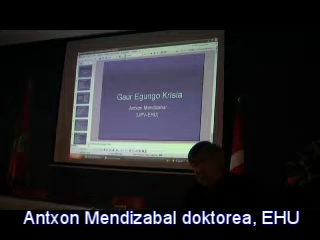 Gaur Egungo Krisia
Antxon Mendizabal
(UPV-EHU)
Antxon Mendizabal doktorea, EHU